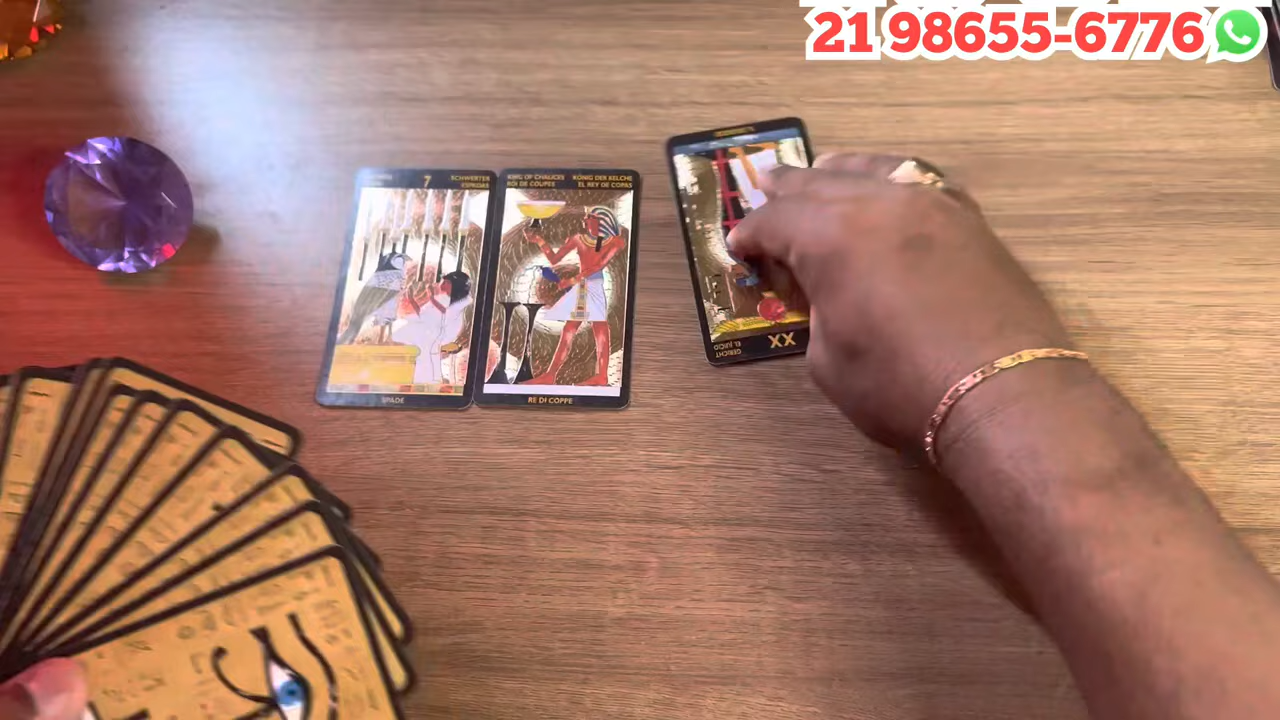 21 98655-6776
7
SCHWERTER
ESPADAS
KING OF CHALICES KÖNIG DER KELCHE
ROI DE COUPES EL REY DE COPAS
SPADE
RE DI COPPE
XX
GERICHT
EL JUICIO